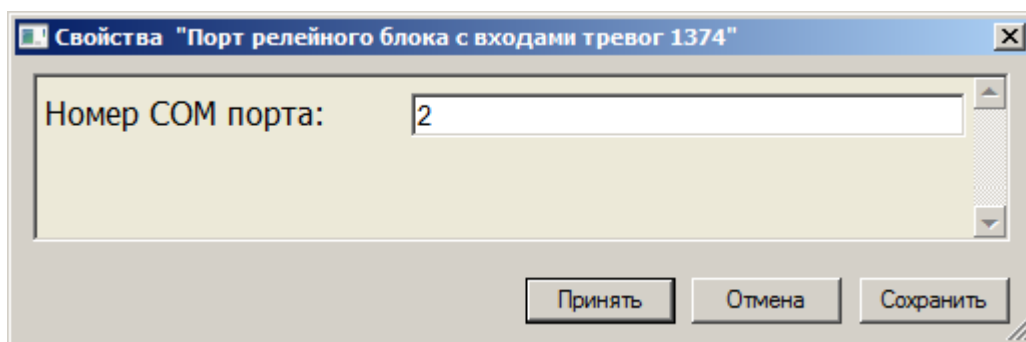 Свойства "Порт релейного блока с входами тревог 1374"
Номер COM порта: 2
Принять Отмена Сохранить